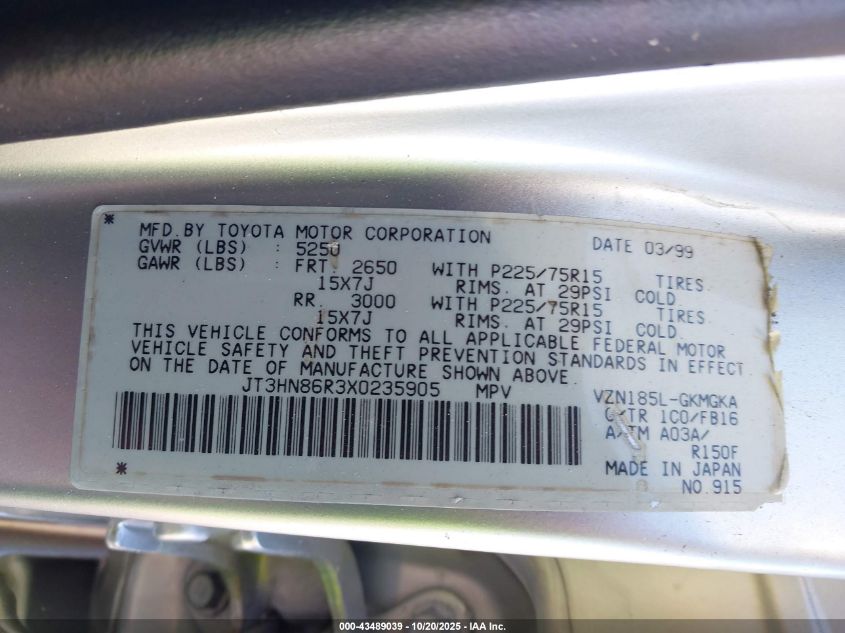 * MFD.BY TOYOTA MOTOR CORPORATION DATE 03/99
GVWR (LBS) : 5250
GAWR (LBS) : FRT. 2650 WITH P225/75R15 TIRES.
15X7J RIMS. AT 29PSI COLD
RR. 3000 WITH P225/75R15 TIRES.
15X7J RIMS. AT 29PSI COLD.
THIS VEHICLE CONFORMS TO ALL APPLICABLE FEDERAL MOTOR
VEHICLE SAFETY AND THEFT PREVENTION STANDARDS IN EFFECT
ON THE DATE OF MANUFACTURE SHOWN ABOVE.
JT3HN86R3X0235905 MPV VZN185L-GKMGKA
C/TR 1C0/FB16
A/TM A03A/
R150F
* MADE IN JAPAN
NO.915
000-43489039 | 10/20/2025 - IAA Inc.